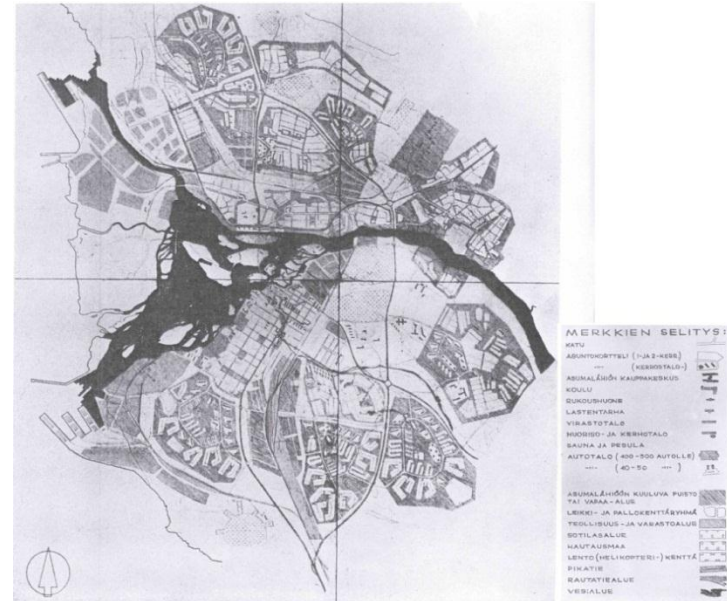 MERKKIEN SELITYS:
KATU
ASUNTOKORTTELI (1-JA 2-KERR.)
"" (KERROSTALO-)
ASUMALÄHIÖN KAUPPAKESKUS
KOULU
RUKOUSHUONE
LASTENTARHA
VIRASTOTALO
NUORISO- JA KERHOTALO
SAUNA JA PESULA
AUTOTALO (400-500 AUTOLLE)
"" (40-50 "")
ASUMALÄHIÖÖN KUULUVA PUISTO
TAI VAPAA-ALUE
LEIKKI- JA PALLOKENTTÄRYHMÄ
TEOLLISUUS- JA VARASTOALUE
SOTILASALUE
HAUTAUSMAA
LENTO (HELIKOPTERI-) KENTTÄ
PIKATIE
RAUTATIEALUE
VESIALUE